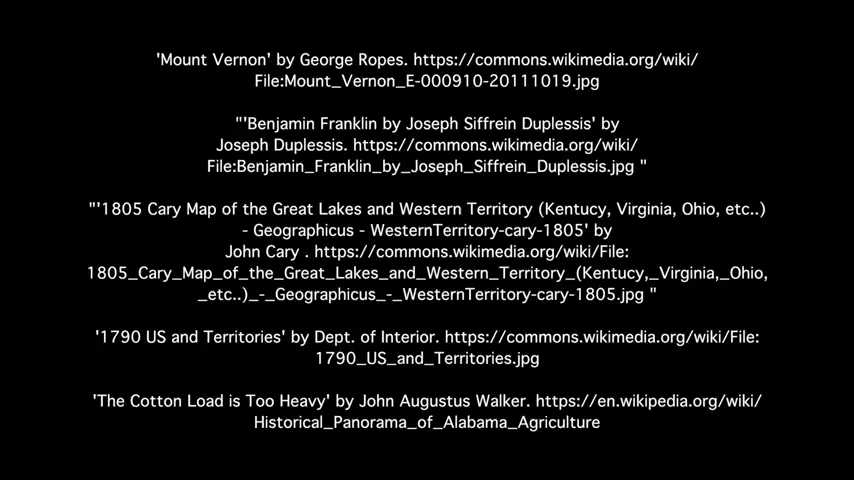 'Mount Vernon' by George Ropes. https://commons.wikimedia.org/wiki/
File:Mount_Vernon_E-000910-20111019.jpg
"'Benjamin Franklin by Joseph Siffrein Duplessis' by
Joseph Duplessis. https://commons.wikimedia.org/wiki/
File:Benjamin_Franklin_by_Joseph_Siffrein_Duplessis.jpg "
"'1805 Cary Map of the Great Lakes and Western Territory (Kentucy, Virginia, Ohio, etc..)
- Geographicus - WesternTerritory-cary-1805' by
John Cary . https://commons.wikimedia.org/wiki/File:
1805_Cary_Map_of_the_Great_Lakes_and_Western_Territory_(Kentucy,_Virginia,_Ohio,
_etc..)_-_Geographicus_-_WesternTerritory-cary-1805.jpg "
'1790 US and Territories' by Dept. of Interior. https://commons.wikimedia.org/wiki/File:
1790_US_and_Territories.jpg
'The Cotton Load is Too Heavy' by John Augustus Walker. https://en.wikipedia.org/wiki/
Historical_Panorama_of_Alabama_Agriculture